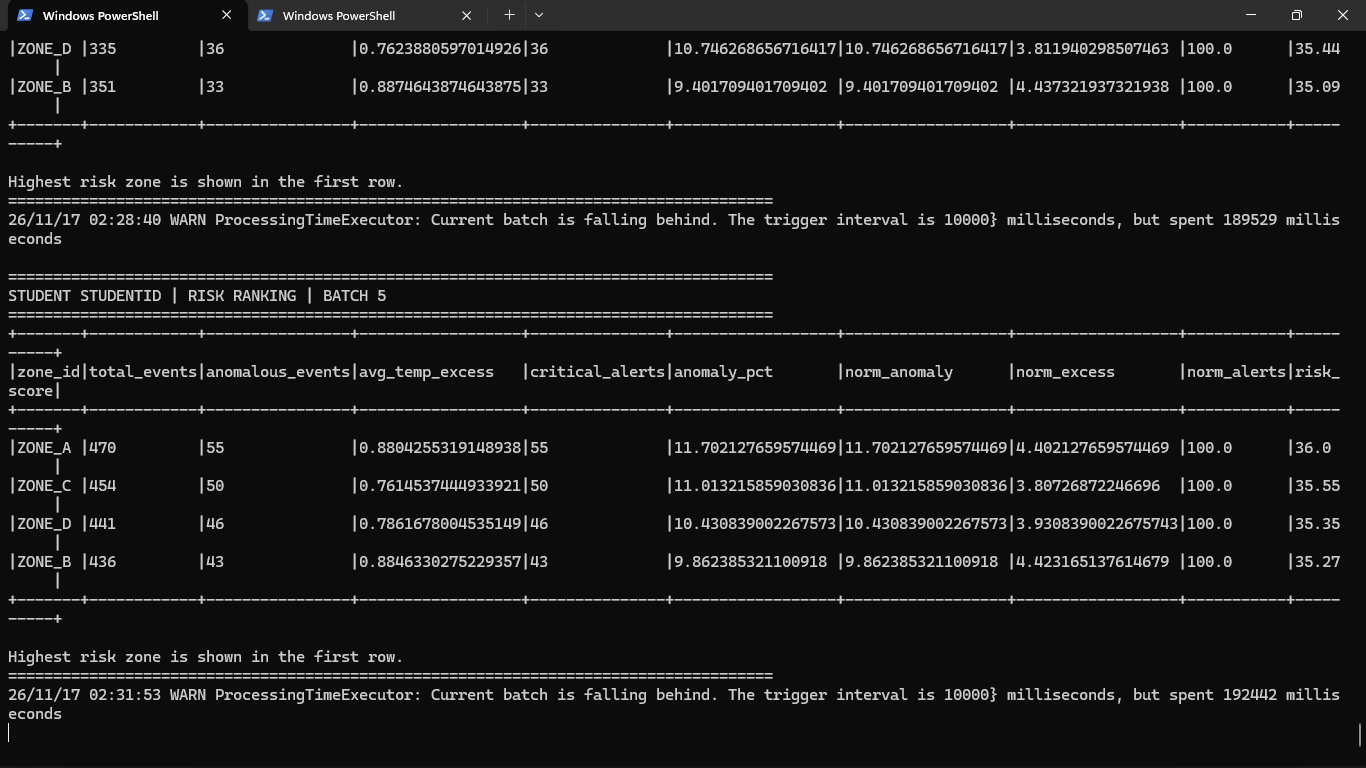 Windows PowerShell
Windows PowerShell
|ZONE_D |335         |36              |0.7623880597014926|36             |10.746268656716417|10.746268656716417|3.811940298507463 |100.0      |35.44
     |
|ZONE_B |351         |33              |0.8874643874643875|33             |9.401709401709402 |9.401709401709402 |4.437321937321938 |100.0      |35.09
     |
+-------+------------+----------------+------------------+---------------+------------------+------------------+------------------+-----------+-----
-----+
Highest risk zone is shown in the first row.
=====================================================================================
26/11/17 02:28:40 WARN ProcessingTimeExecutor: Current batch is falling behind. The trigger interval is 10000} milliseconds, but spent 189529 millis
econds
=====================================================================================
STUDENT STUDENTID | RISK RANKING | BATCH 5
=====================================================================================
+-------+------------+----------------+------------------+---------------+------------------+------------------+------------------+-----------+-----
-----+
|zone_id|total_events|anomalous_events|avg_temp_excess   |critical_alerts|anomaly_pct       |norm_anomaly      |norm_excess       |norm_alerts|risk_
score|
+-------+------------+----------------+------------------+---------------+------------------+------------------+------------------+-----------+-----
-----+
|ZONE_A |470         |55              |0.8804255319148938|55             |11.702127659574469|11.702127659574469|4.402127659574469 |100.0      |36.0
     |
|ZONE_C |454         |50              |0.7614537444933921|50             |11.013215859030836|11.013215859030836|3.80726872246696  |100.0      |35.55
     |
|ZONE_D |441         |46              |0.7861678004535149|46             |10.430839002267573|10.430839002267573|3.9308390022675743|100.0      |35.35
     |
|ZONE_B |436         |43              |0.8846330275229357|43             |9.862385321100918 |9.862385321100918 |4.423165137614679 |100.0      |35.27
     |
+-------+------------+----------------+------------------+---------------+------------------+------------------+------------------+-----------+-----
-----+
Highest risk zone is shown in the first row.
=====================================================================================
26/11/17 02:31:53 WARN ProcessingTimeExecutor: Current batch is falling behind. The trigger interval is 10000} milliseconds, but spent 192442 millis
econds